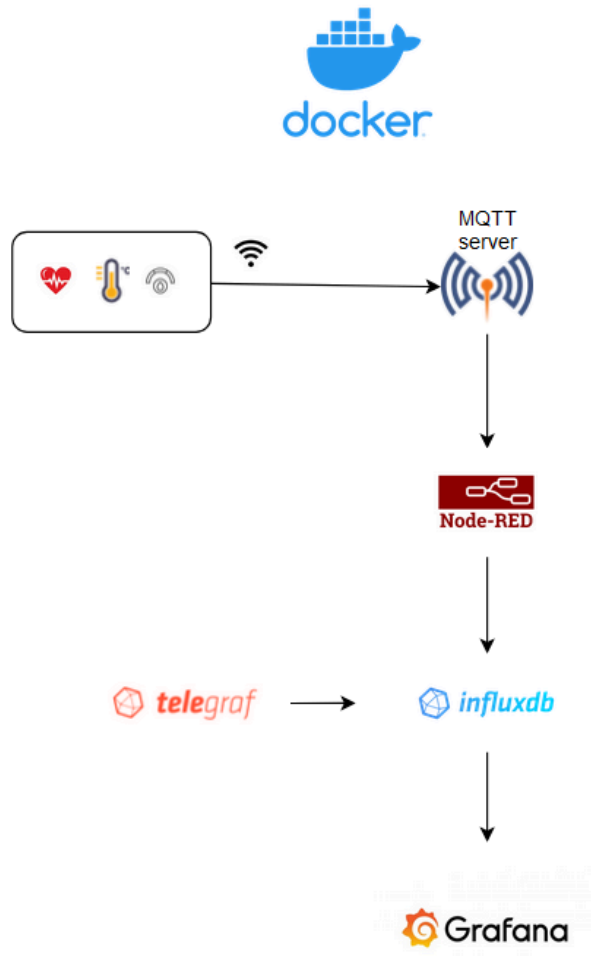 docker
MQTT
server
°C
Node-RED
telegraf
influxdb
Grafana